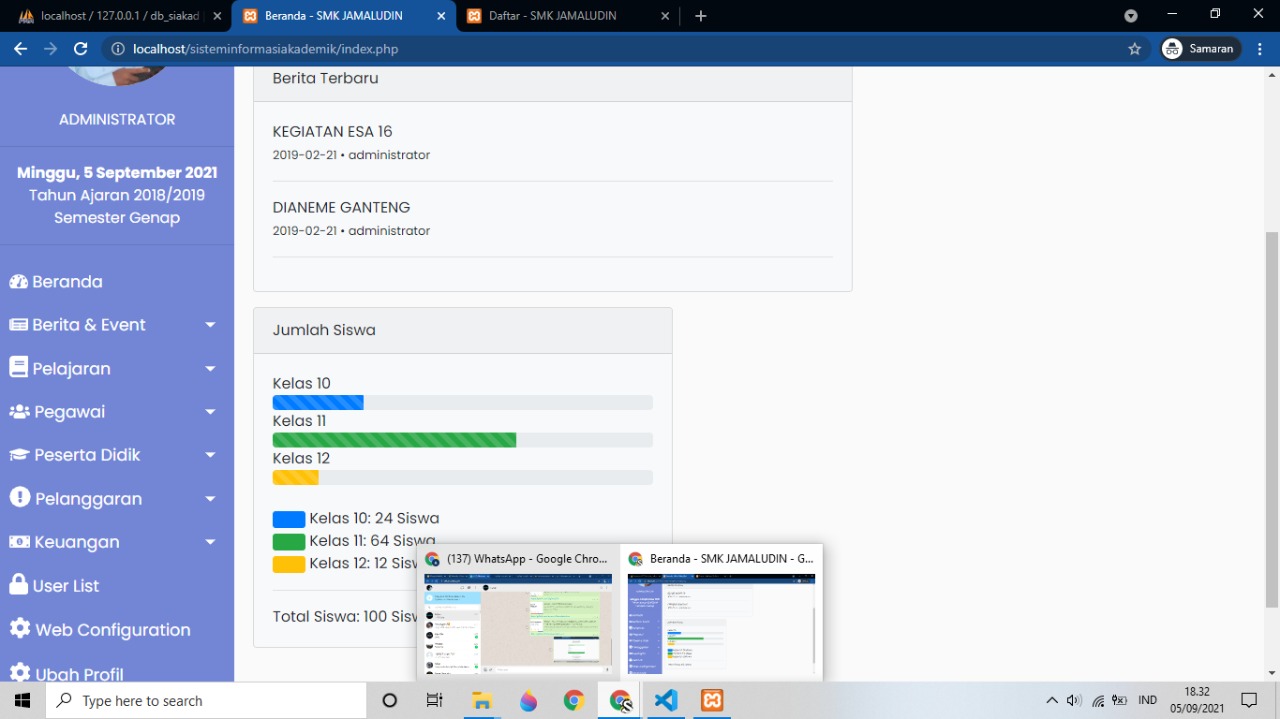 localhost / 127.0.0.1 / db_siakad
Beranda - SMK JAMALUDIN
Daftar - SMK JAMALUDIN
localhost/sisteminformasiakademik/index.php
Samaran
ADMINISTRATOR
Minggu, 5 September 2021
Tahun Ajaran 2018/2019
Semester Genap
Beranda
Berita & Event
Pelajaran
Pegawai
Peserta Didik
Pelanggaran
Keuangan
User List
Web Configuration
Ubah Profil
Berita Terbaru
KEGIATAN ESA 16
2019-02-21 • administrator
DIANEME GANTENG
2019-02-21 • administrator
Jumlah Siswa
Kelas 10
Kelas 11
Kelas 12
Kelas 10: 24 Siswa
Kelas 11: 64 Siswa
Kelas 12: 12 Sisw
Total Siswa: 100 Sisw
(137) WhatsApp - Google Chro...
Beranda - SMK JAMALUDIN - G...
Type here to search
IND
18.32
05/09/2021